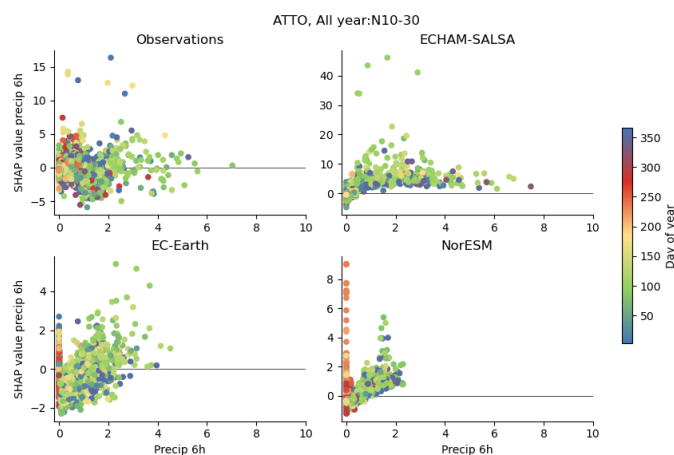 ATTO, All year:N10-30
Observations
ECHAM-SALSA
SHAP value precip 6h
15
10
5
0
−5
0 2 4 6 8 10
40
30
20
10
0
0 2 4 6 8 10
EC-Earth
NorESM
SHAP value precip 6h
4
2
0
−2
0 2 4 6 8 10
Precip 6h
8
6
4
2
0
0 2 4 6 8 10
Precip 6h
350
300
250
200
150
100
50
Day of year